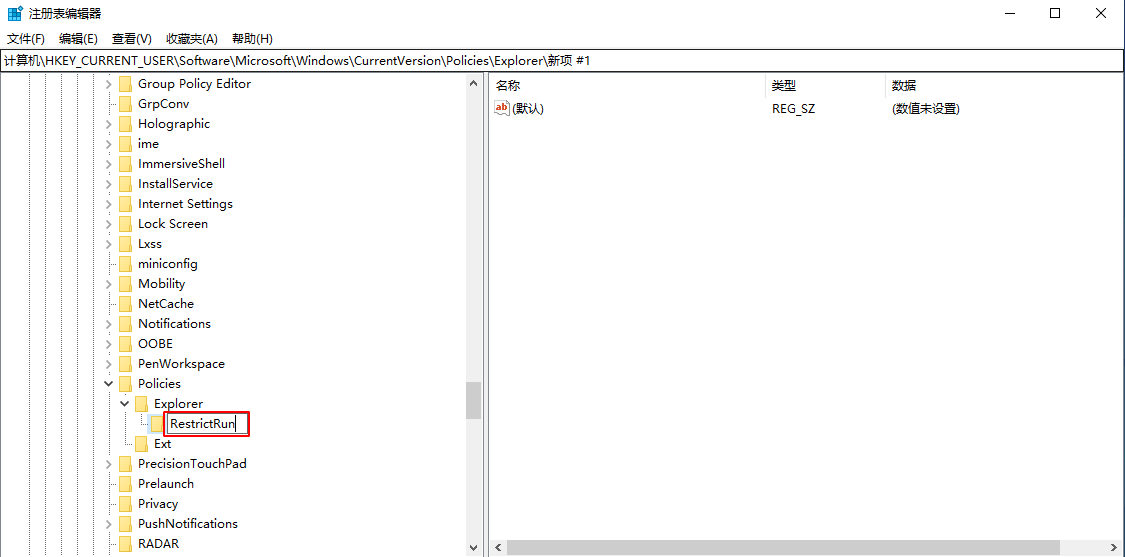 注册表编辑器
文件(F) 编辑(E) 查看(V) 收藏夹(A) 帮助(H)
计算机\HKEY_CURRENT_USER\Software\Microsoft\Windows\CurrentVersion\Policies\Explorer\新项 #1
Group Policy Editor
GrpConv
Holographic
ime
ImmersiveShell
InstallService
Internet Settings
Lock Screen
Lxss
miniconfig
Mobility
NetCache
Notifications
OOBE
PenWorkspace
Policies
Explorer
RestrictRun
Ext
PrecisionTouchPad
Prelaunch
Privacy
PushNotifications
RADAR
名称 类型 数据
ab (默认) REG_SZ (数值未设置)